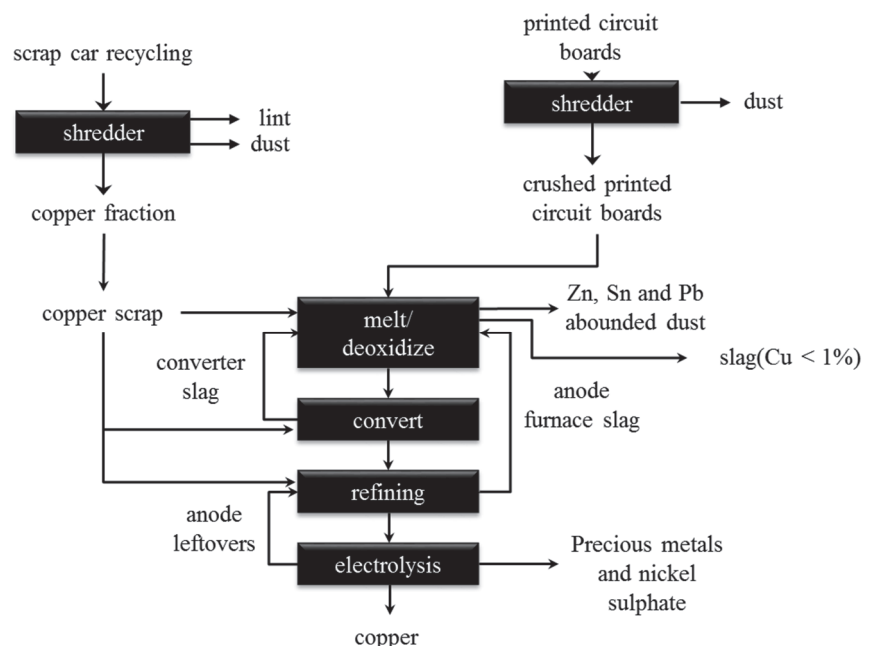 scrap car recycling
shredder
lint
dust
copper fraction
copper scrap
printed circuit
boards
shredder
dust
crushed printed
circuit boards
melt/
deoxidize
Zn, Sn and Pb
abounded dust
slag(Cu < 1%)
converter
slag
anode
furnace slag
convert
refining
anode
leftovers
electrolysis
Precious metals
and nickel
sulphate
copper